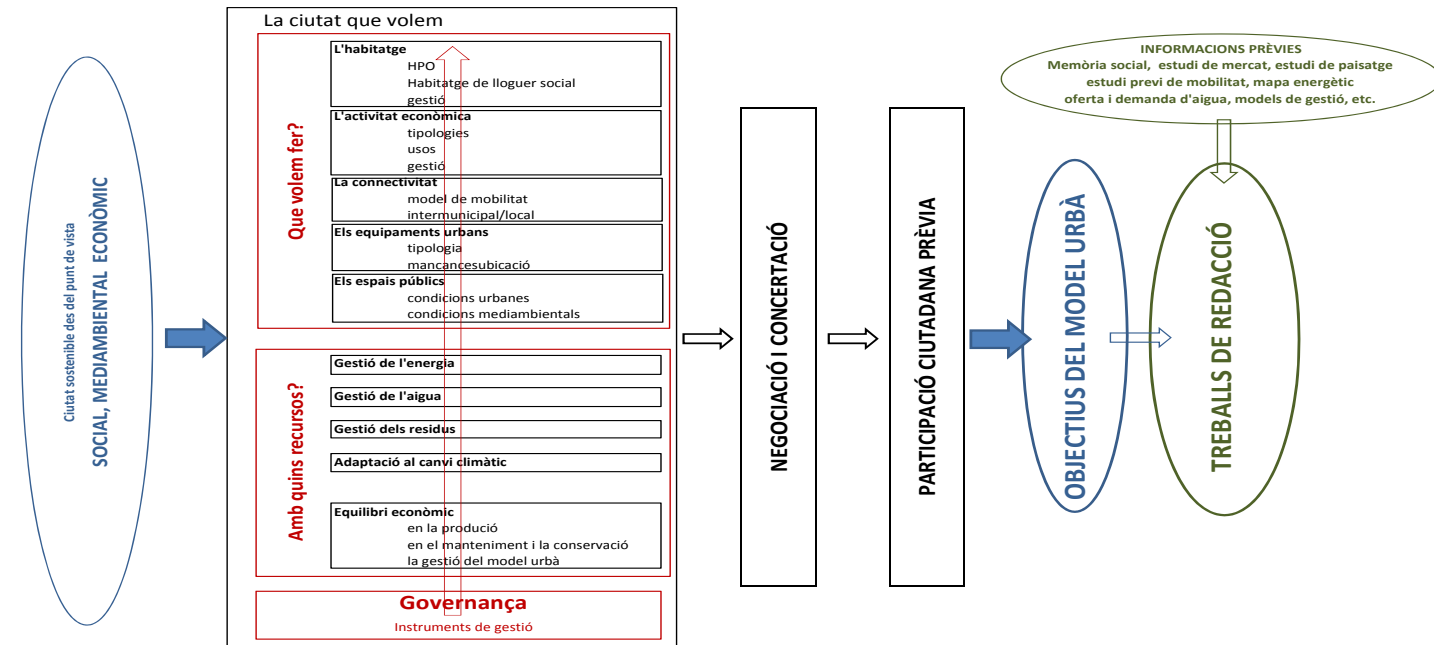 Ciutat sostenible des del punt de vista
SOCIAL, MEDIAMBIENTAL ECONÒMIC
La ciutat que volem
Que volem fer?
L'habitatge
HPO
Habitatge de lloguer social
gestió
L'activitat econòmica
tipologies
usos
gestió
La connectivitat
model de mobilitat
intermunicipal/local
Els equipaments urbans
tipologia
mancancesubicació
Els espais públics
condicions urbanes
condicions mediambientals
Amb quins recursos?
Gestió de l'energia
Gestió de l'aigua
Gestió dels residus
Adaptació al canvi climàtic
Equilibri econòmic
en la produció
en el manteniment i la conservació
la gestió del model urbà
Governança
Instruments de gestió
NEGOCIACIÓ I CONCERTACIÓ
PARTICIPACIÓ CIUTADANA PRÈVIA
OBJECTIUS DEL MODEL URBÀ
INFORMACIONS PRÈVIES
Memòria social, estudi de mercat, estudi de paisatge
estudi previ de mobilitat, mapa energètic
oferta i demanda d'aigua, models de gestió, etc.
TREBALLS DE REDACCIÓ